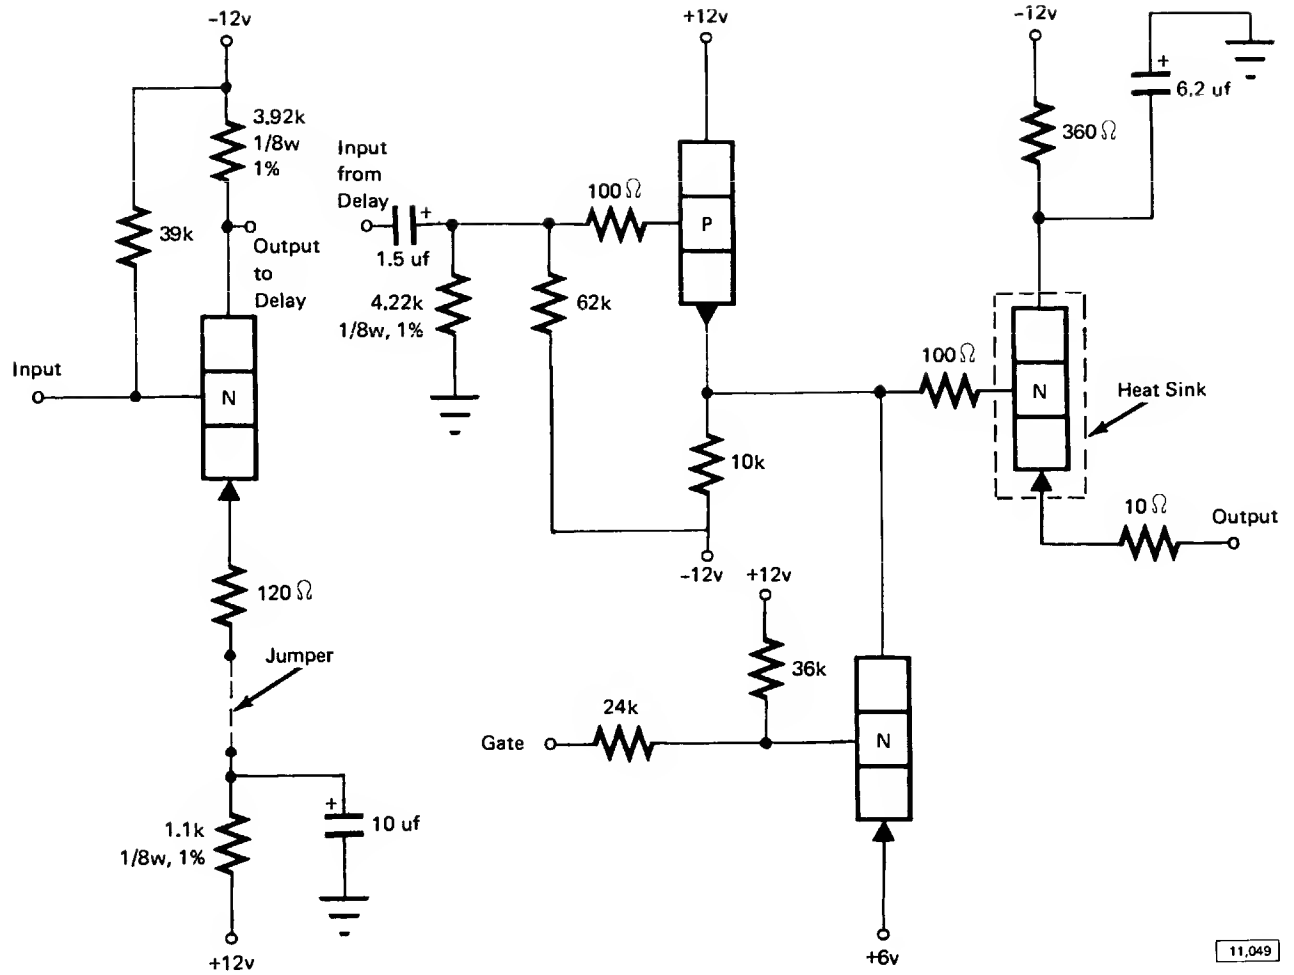 -12v
+12v
-12v
+
6.2 uf
3.92k
1/8w
1%
360 Ω
Input
from
Delay
100 Ω
P
39k
+
Output
to
Delay
1.5 uf
4.22k
1/8w, 1%
62k
Input
N
100 Ω
N
Heat Sink
10k
10 Ω
Output
-12v
+12v
120 Ω
Jumper
36k
24k
Gate
N
+
10 uf
1.1k
1/8w, 1%
+12v
+6v
11,049